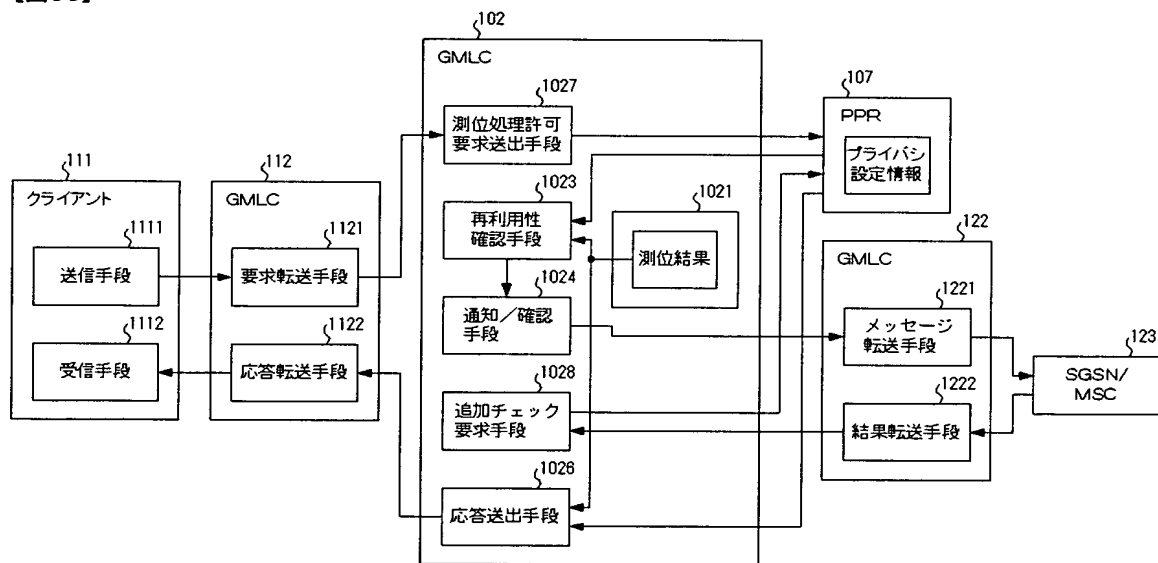 102
GMLC
1027
測位処理許可
要求送出手段
107
PPR
プライバシ
設定情報
111
クライアント
1111
送信手段
1112
受信手段
112
GMLC
1121
要求転送手段
1122
応答転送手段
1023
再利用性
確認手段
1021
測位結果
1024
通知／確認
手段
1028
追加チェック
要求手段
1026
応答送出手段
122
GMLC
1221
メッセージ
転送手段
1222
結果転送手段
123
SGSN/
MSC